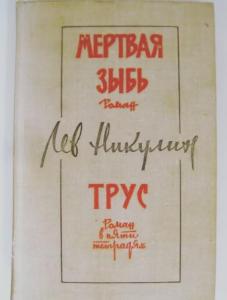 МЕРТВАЯ
ЗЫБЬ
Роман
Лев Никулин
ТРУС
Роман
в пяти
тетрадях